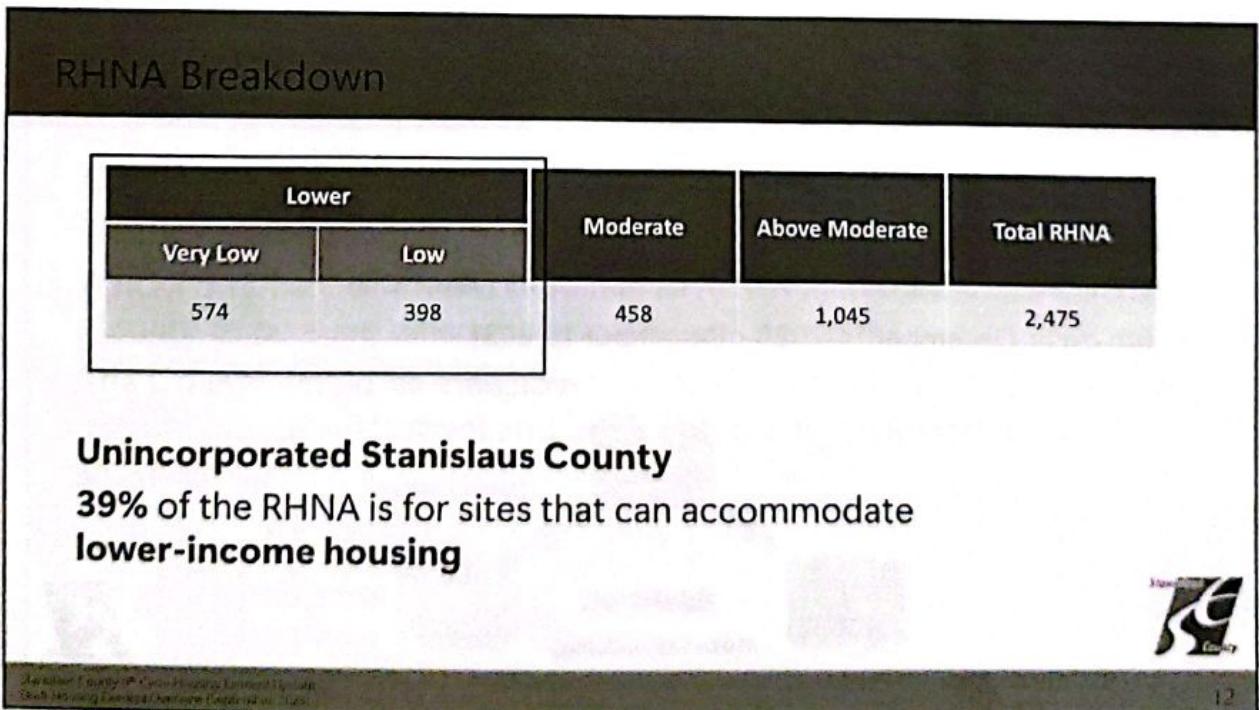 RHNA Breakdown
Lower
Moderate
Above Moderate
Total RHNA
Very Low
Low
574
398
458
1,045
2,475
Unincorporated Stanislaus County
39% of the RHNA is for sites that can accommodate
lower-income housing
County
12